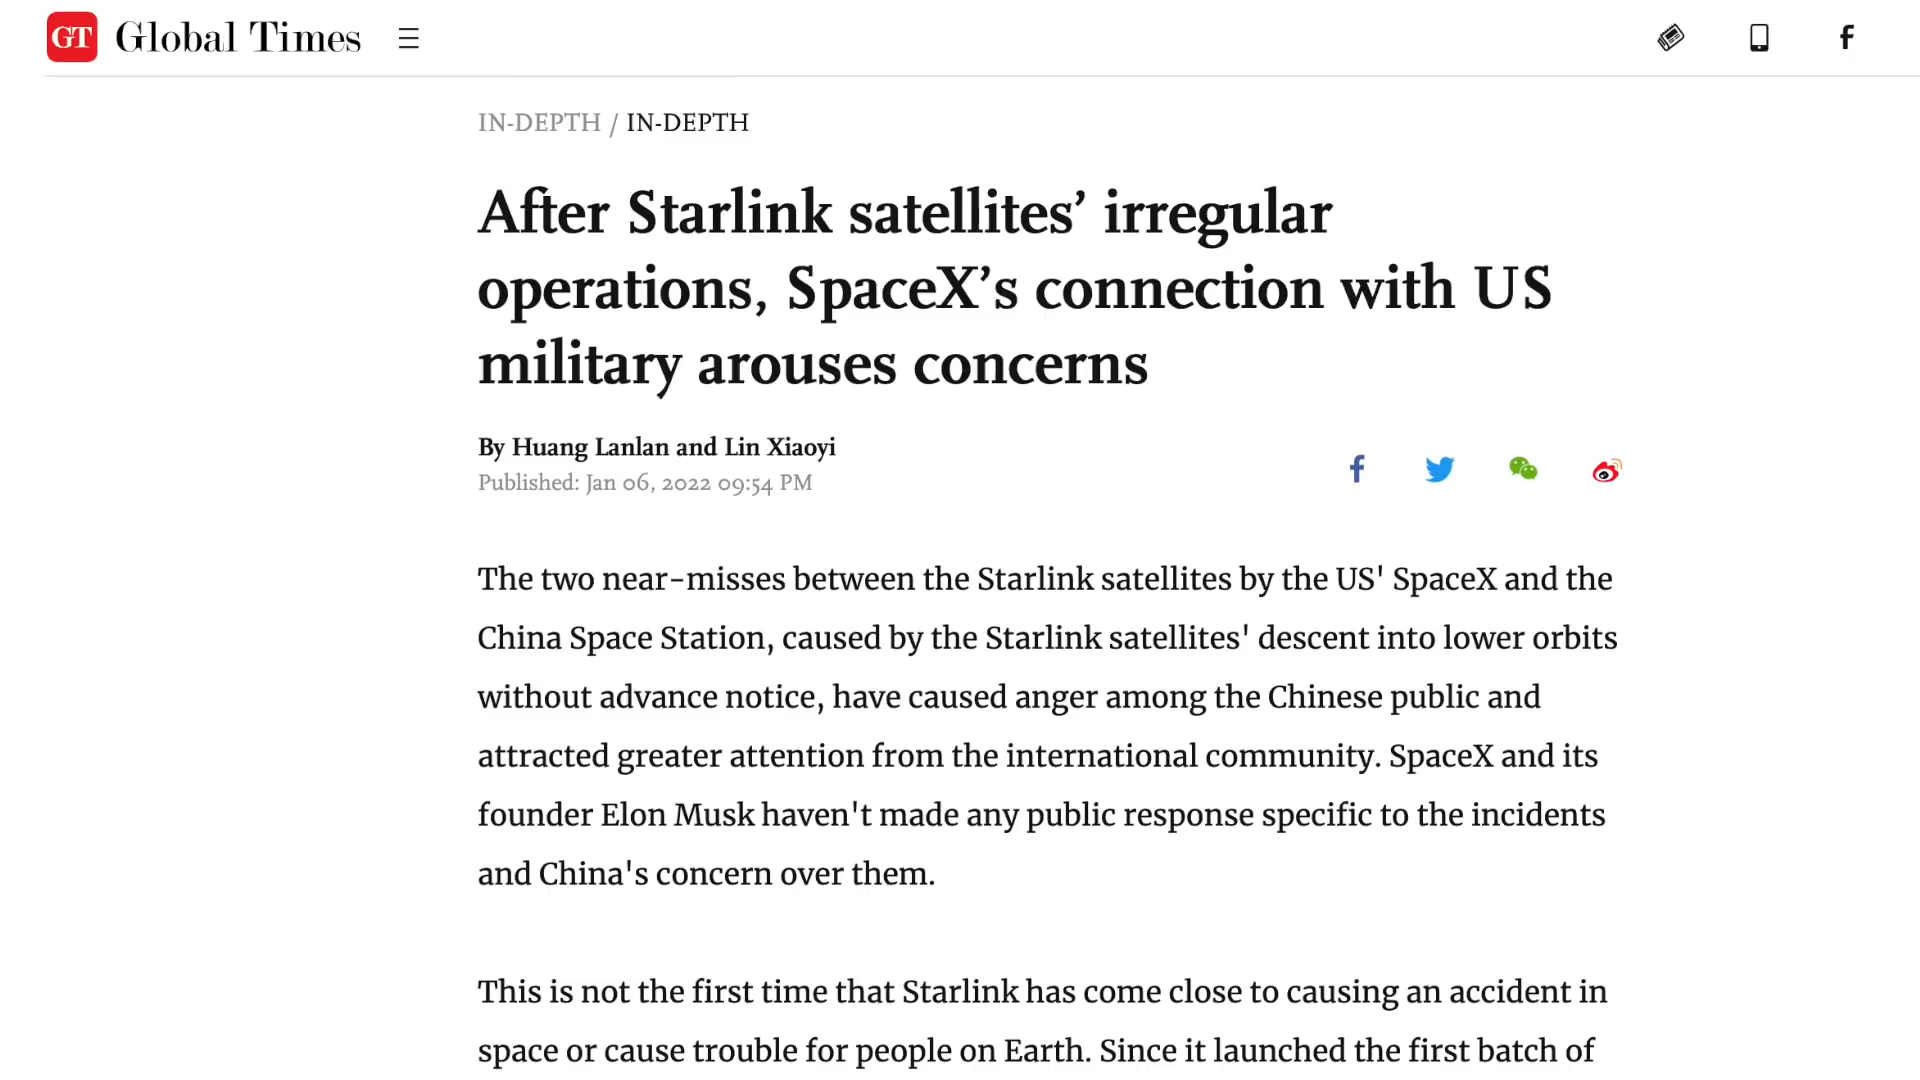 GT Global Times
IN-DEPTH / IN-DEPTH
After Starlink satellites’ irregular
operations, SpaceX’s connection with US
military arouses concerns
By Huang Lanlan and Lin Xiaoyi
Published: Jan 06, 2022 09:54 PM
The two near-misses between the Starlink satellites by the US' SpaceX and the
China Space Station, caused by the Starlink satellites' descent into lower orbits
without advance notice, have caused anger among the Chinese public and
attracted greater attention from the international community. SpaceX and its
founder Elon Musk haven't made any public response specific to the incidents
and China's concern over them.
This is not the first time that Starlink has come close to causing an accident in
space or cause trouble for people on Earth. Since it launched the first batch of